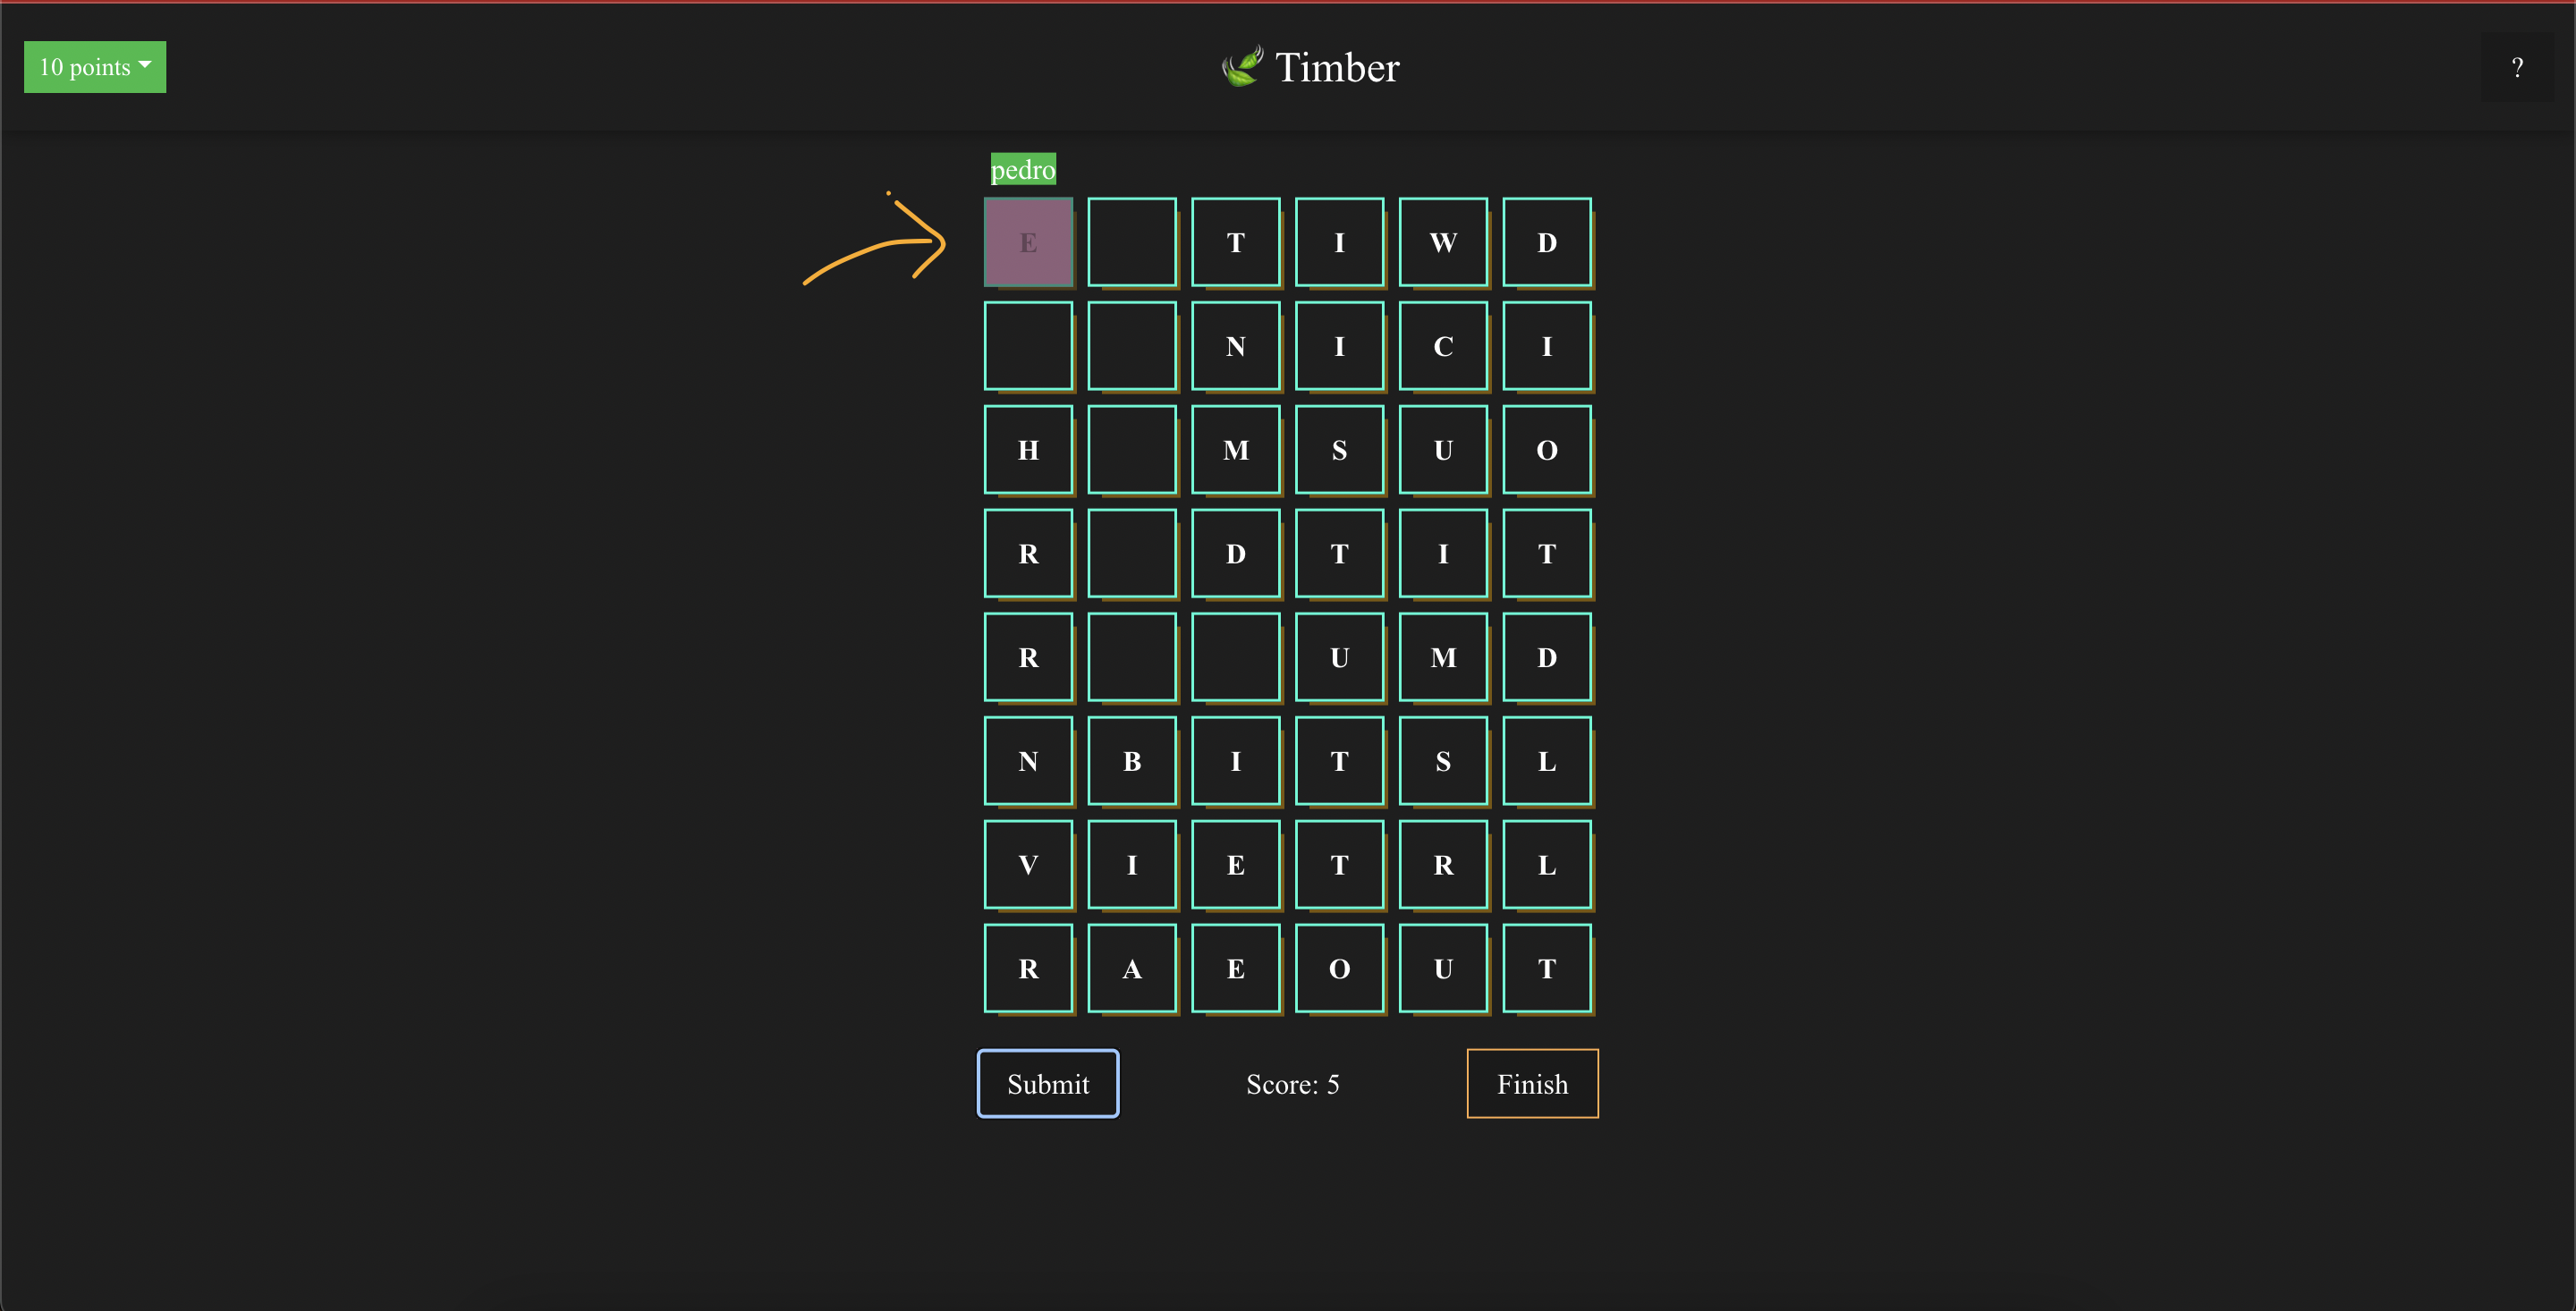 10 points
Timber
?
pedro
E T I W D
N I C I
H M S U O
R D T I T
R U M D
N B I T S L
V I E T R L
R A E O U T
Submit Score: 5 Finish